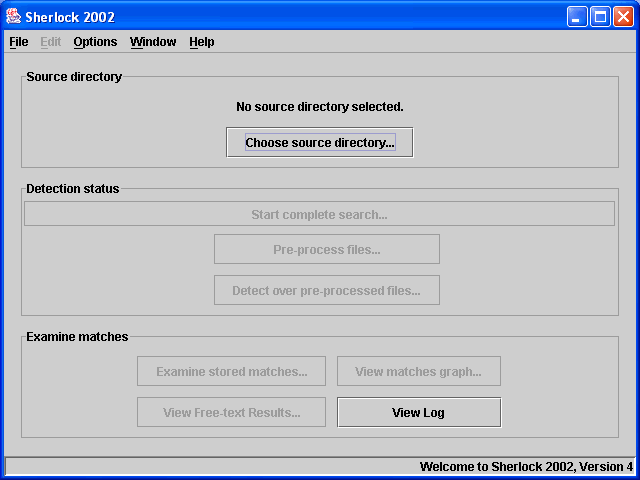 Sherlock 2002
File Edit Options Window Help
Source directory
No source directory selected.
Choose source directory...
Detection status
Start complete search...
Pre-process files...
Detect over pre-processed files...
Examine matches
Examine stored matches... View matches graph...
View Free-text Results... View Log
Welcome to Sherlock 2002, Version 4